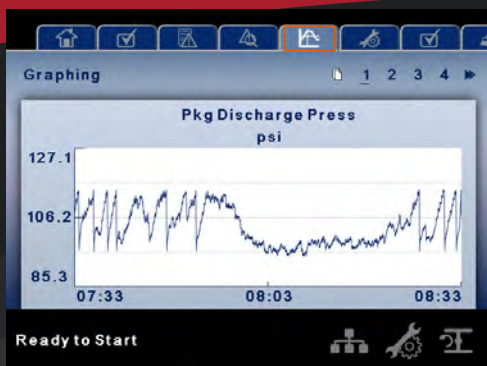 Graphing
1 2 3 4
Pkg Discharge Press
psi
127.1
106.2
85.3
07:33 08:03 08:33
Ready to Start